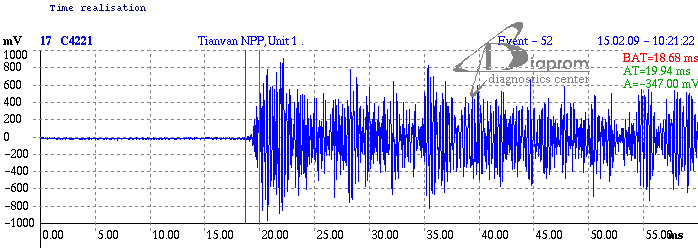 Time realisation
mV 17 C4221 Tianvan NPP, Unit 1 . Event - 52 15.02.09 - 10:21:22
Diaprom
diagnostics center
BAT=18.68 ms
AT=19.94 ms
A=-347.00 mV
1000
800
600
400
200
0
-200
-400
-600
-800
-1000
0.00 5.00 10.00 15.00 20.00 25.00 30.00 35.00 40.00 45.00 50.00 55.00 ms